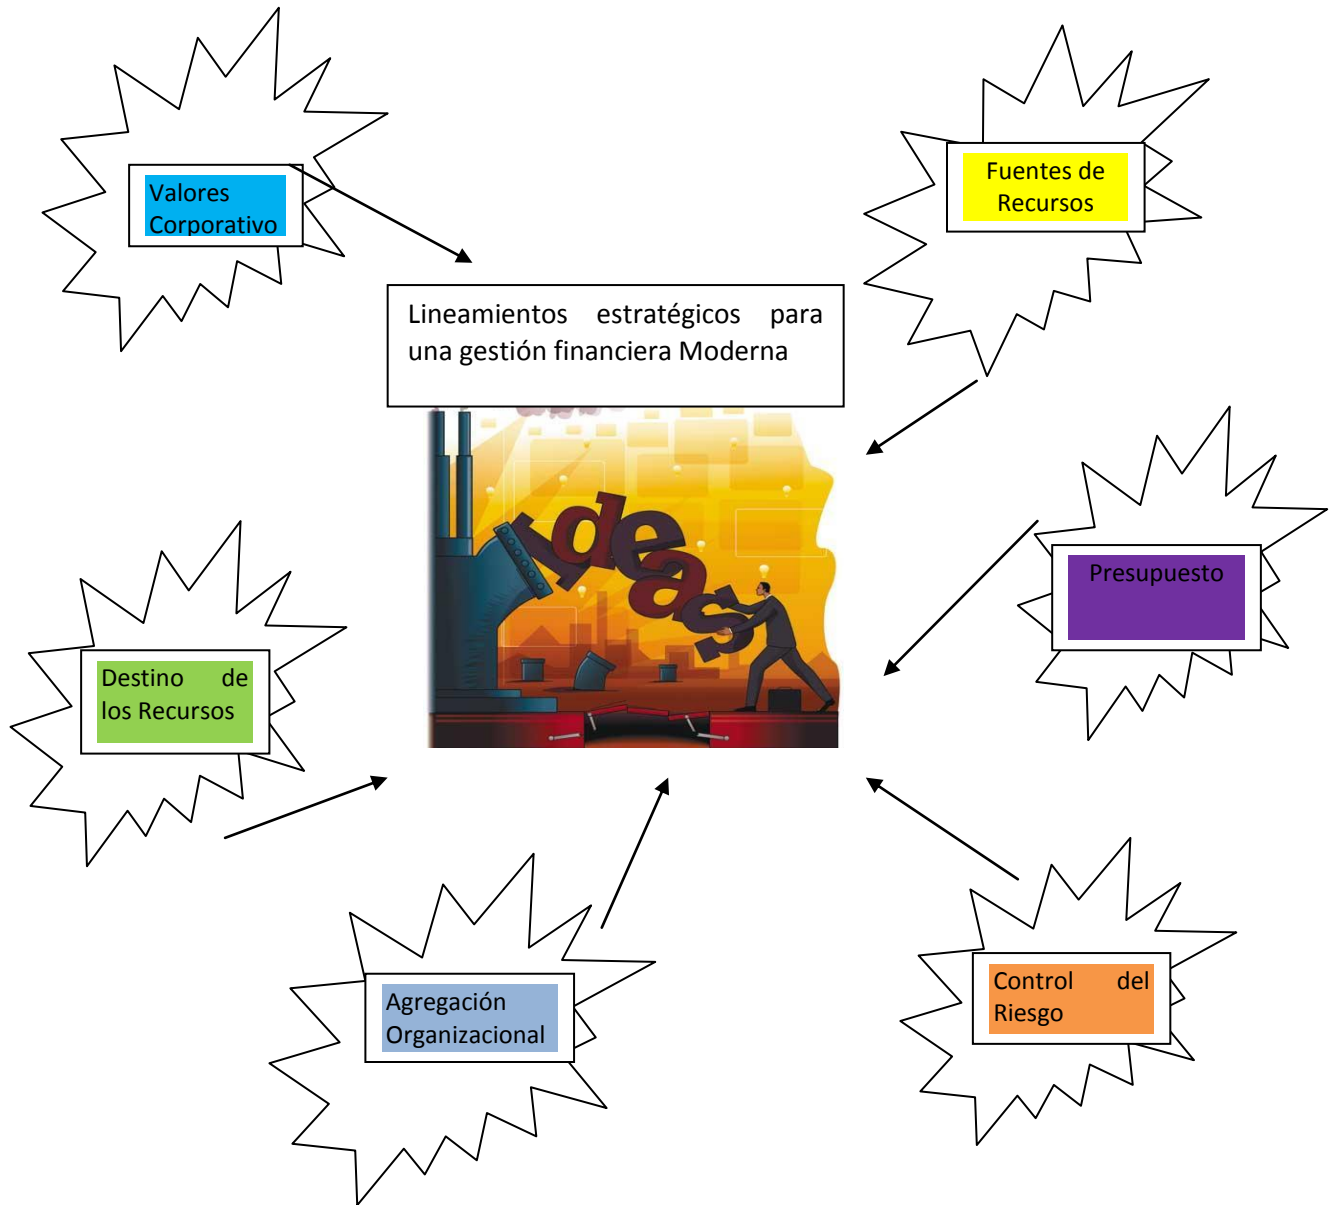 Valores
Corporativo
Fuentes de
Recursos
Lineamientos estratégicos para
una gestión financiera Moderna
Ideas
Presupuesto
Destino de
los Recursos
Agregación
Organizacional
Control del
Riesgo